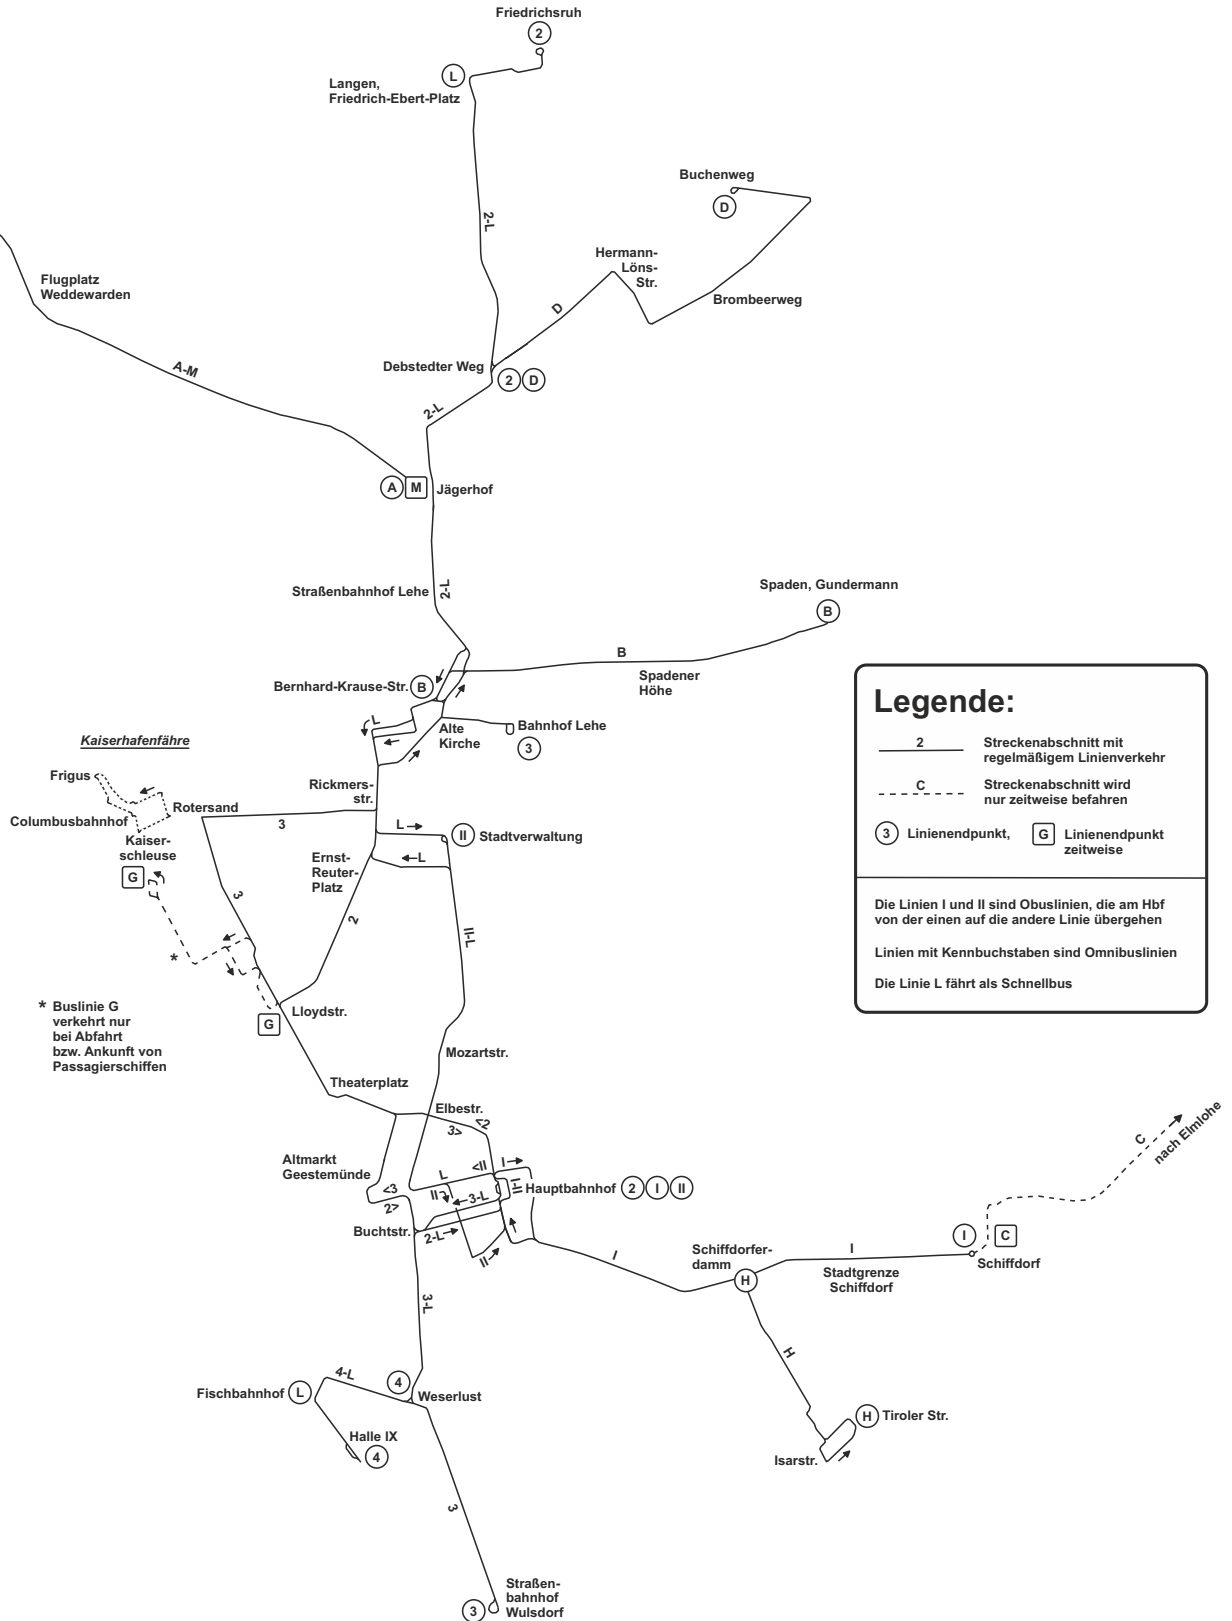 Friedrichsruh
2
L
Langen,
Friedrich-Ebert-Platz
2-L
Buchenweg
D
Hermann-
Löns-
Str.
Brombeerweg
D
Flugplatz
Weddewarden
A-M
Debstedter Weg
2 D
2-L
A M Jägerhof
Straßenbahnhof Lehe
2-L
Spaden, Gundermann
B
B
Spadener
Höhe
Bernhard-Krause-Str. B
L
Alte
Kirche
Bahnhof Lehe
3
Kaiserhafenfähre
Frigus
Columbusbahnhof
Rotersand
Kaiser-
schleuse
G
Rickmers-
str.
3
L
II Stadtverwaltung
L
Ernst-
Reuter-
Platz
3
2
II-L
*
Lloydstr.
G
* Buslinie G
verkehrt nur
bei Abfahrt
bzw. Ankunft von
Passagierschiffen
Mozartstr.
Theaterplatz
Elbestr.
<2
3>
Altmarkt
Geestemünde
L
<II
I
II
I-II
Hauptbahnhof 2 I II
<3
2>
3-L
Buchtstr.
2-L
II
I
Schiffdorfer-
damm
H
I
Stadtgrenze
Schiffdorf
I C
Schiffdorf
C
nach Elmlohe
3-L
H
4-L
4
Fischbahnhof L
Weserlust
Halle IX
4
H Tiroler Str.
Isarstr.
3
Straßen-
bahnhof
Wulsdorf
3
Legende:
2
Streckenabschnitt mit
regelmäßigem Linienverkehr
C
Streckenabschnitt wird
nur zeitweise befahren
3 Linienendpunkt,
G Linienendpunkt
zeitweise
Die Linien I und II sind Obuslinien, die am Hbf
von der einen auf die andere Linie übergehen
Linien mit Kennbuchstaben sind Omnibuslinien
Die Linie L fährt als Schnellbus